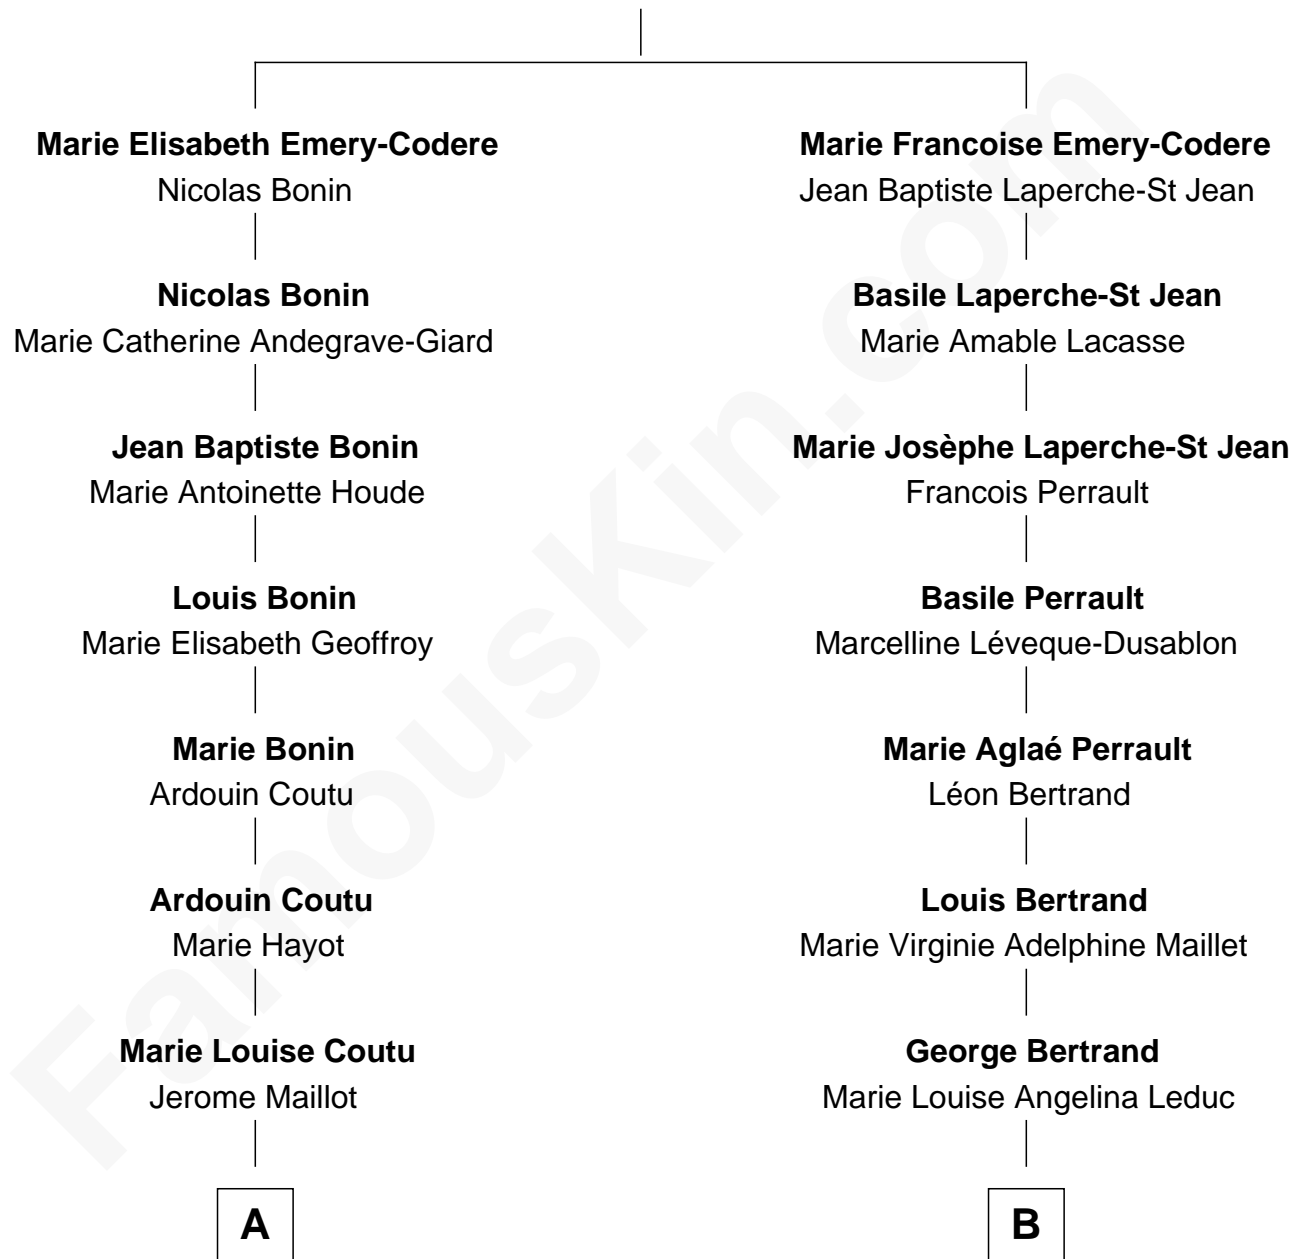 Marie Elisabeth Emery-Codere
Nicolas Bonin
Nicolas Bonin
Marie Catherine Andegrave-Giard
Jean Baptiste Bonin
Marie Antoinette Houde
Louis Bonin
Marie Elisabeth Geoffroy
Marie Bonin
Ardouin Coutu
Ardouin Coutu
Marie Hayot
Marie Louise Coutu
Jerome Maillot
A
Marie Francoise Emery-Codere
Jean Baptiste Laperche-St Jean
Basile Laperche-St Jean
Marie Amable Lacasse
Marie Josèphe Laperche-St Jean
Francois Perrault
Basile Perrault
Marcelline Léveque-Dusablon
Marie Aglaé Perrault
Léon Bertrand
Louis Bertrand
Marie Virginie Adelphine Maillet
George Bertrand
Marie Louise Angelina Leduc
B
FamousKin.com